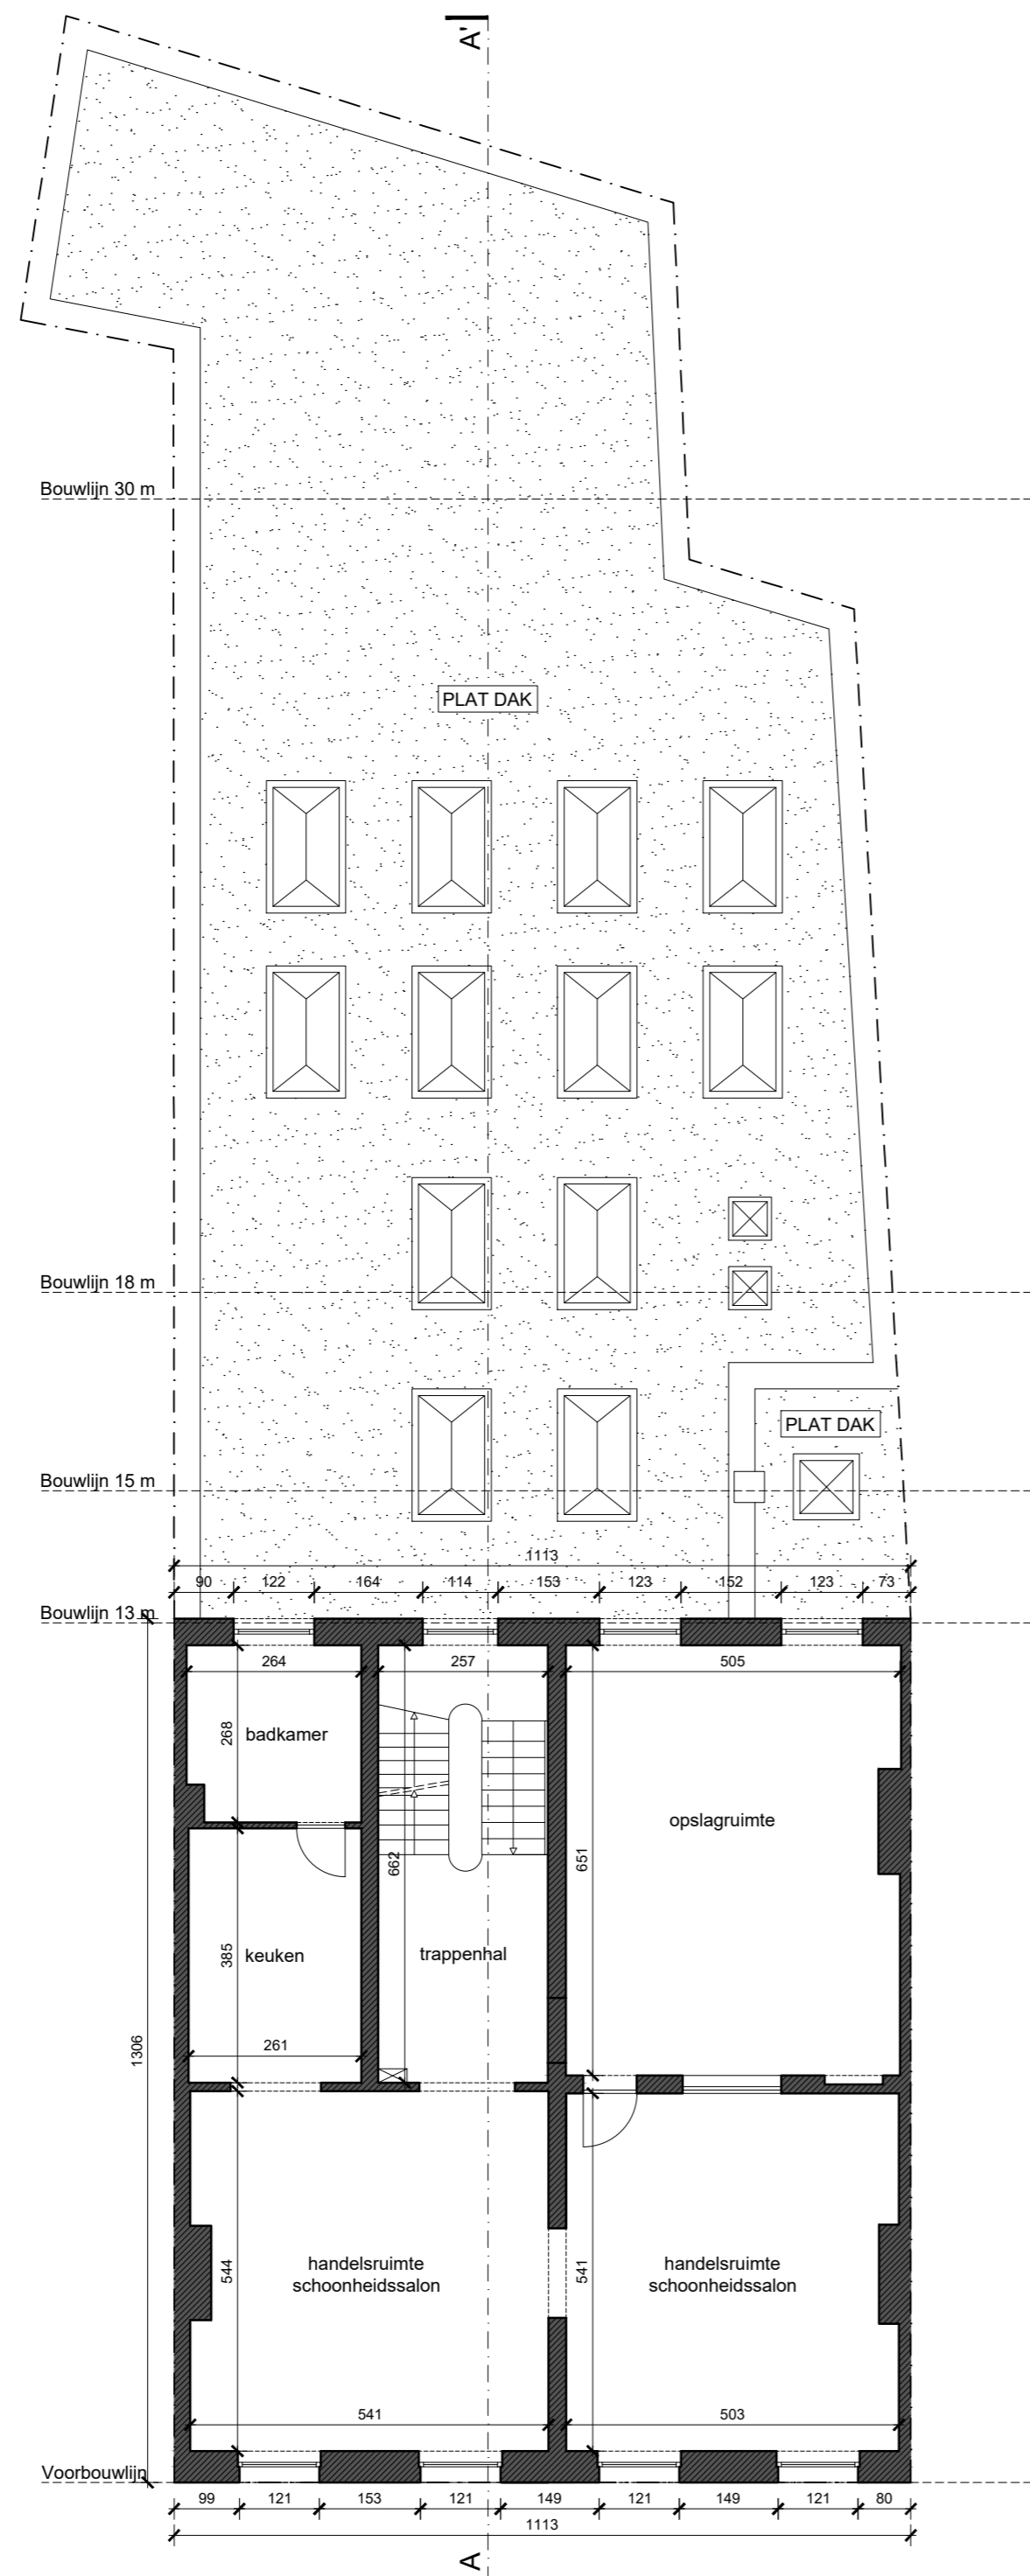 A'
Bouwlijn 30 m
PLAT DAK
Bouwlijn 18 m
PLAT DAK
Bouwlijn 15 m
1113
90 122 164 114 153 123 152 123 73
Bouwlijn 13 m
264 257 505
268
badkamer
opslagruimte
662
651
385
keuken
trappenhal
261
1306
handelsruimte
schoonheidssalon
544
handelsruimte
schoonheidssalon
541
541 503
Voorbouwlijn
99 121 153 121 149 121 149 121 80
1113
A